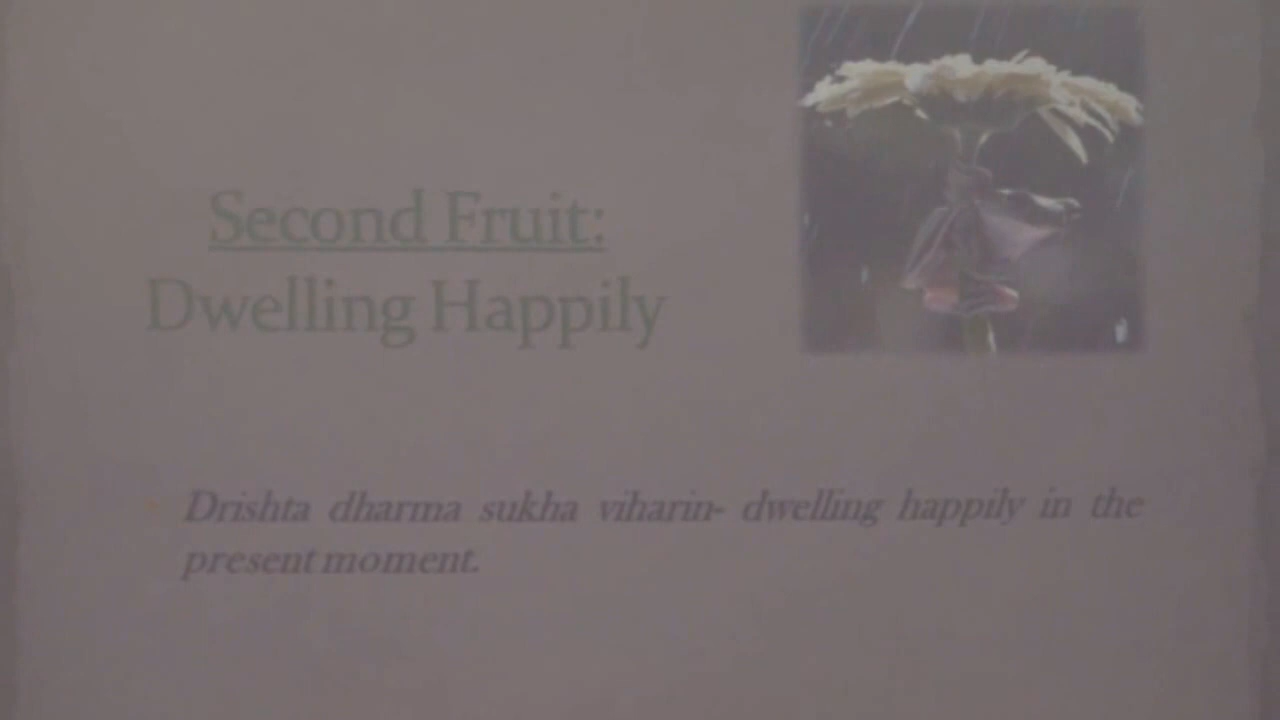 Second Fruit:
Dwelling Happily
Drishta dharma sukha viharin- dwelling happily in the
present moment.